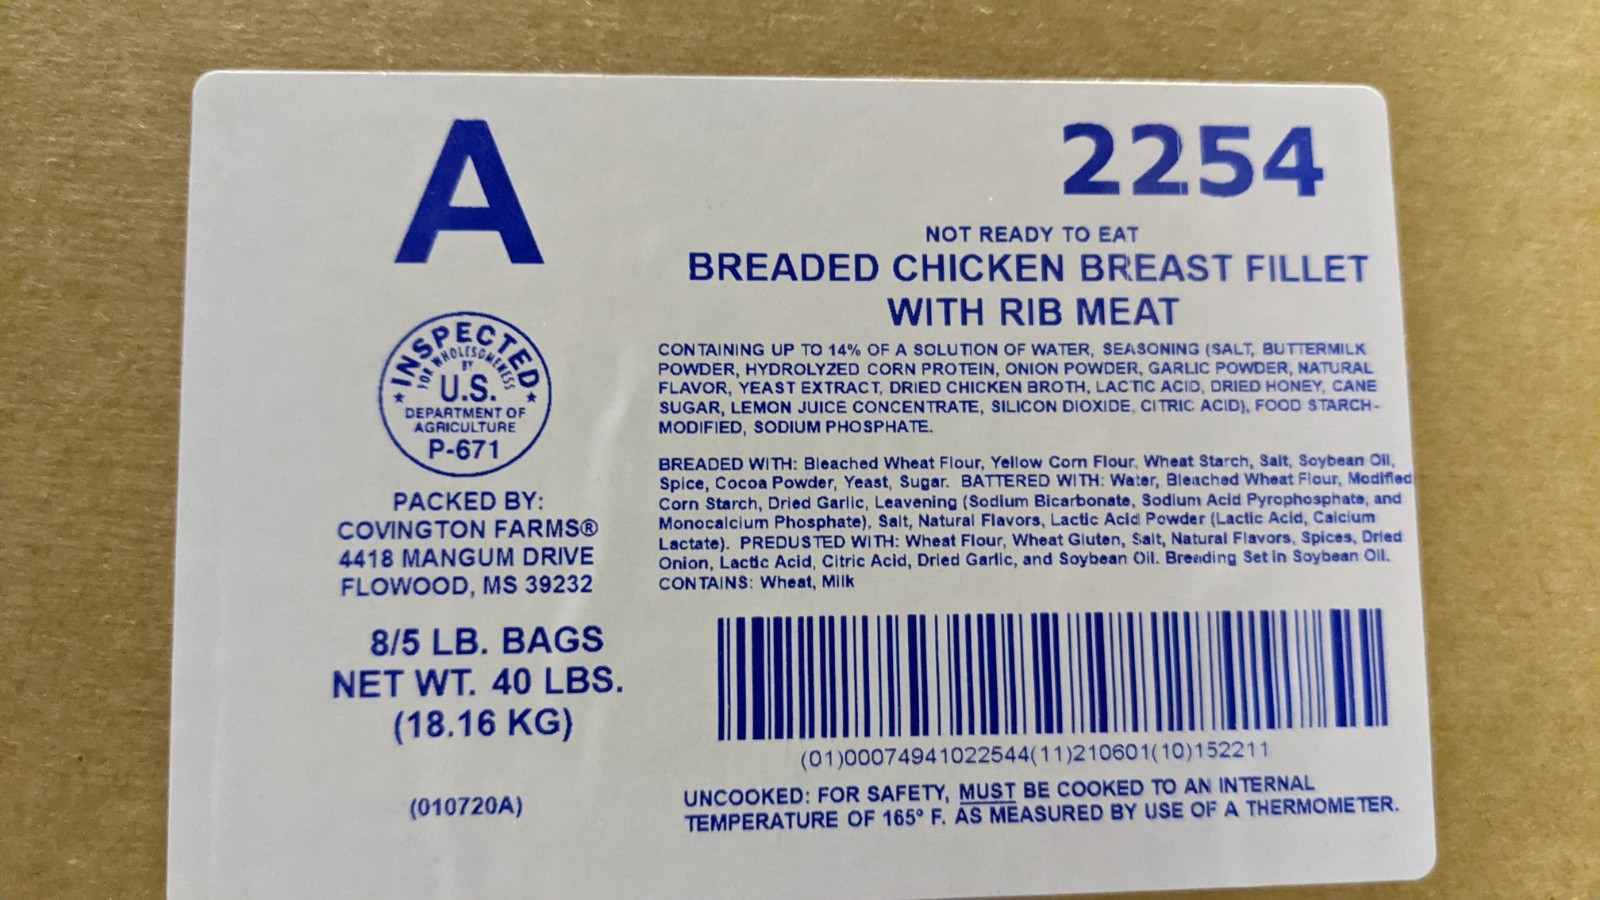 A
2254
NOT READY TO EAT
BREADED CHICKEN BREAST FILLET
WITH RIB MEAT
CONTAINING UP TO 14% OF A SOLUTION OF WATER, SEASONING (SALT, BUTTERMILK
POWDER, HYDROLYZED CORN PROTEIN, ONION POWDER, GARLIC POWDER, NATURAL
FLAVOR, YEAST EXTRACT, DRIED CHICKEN BROTH, LACTIC ACID, DRIED HONEY, CANE
SUGAR, LEMON JUICE CONCENTRATE, SILICON DIOXIDE, CITRIC ACID), FOOD STARCH-
MODIFIED, SODIUM PHOSPHATE.
BREADED WITH: Bleached Wheat Flour, Yellow Corn Flour, Wheat Starch, Salt, Soybean Oil,
Spice, Cocoa Powder, Yeast, Sugar. BATTERED WITH: Water, Bleached Wheat Flour, Modified
Corn Starch, Dried Garlic, Leavening (Sodium Bicarbonate, Sodium Acid Pyrophosphate, and
Monocalcium Phosphate), Salt, Natural Flavors, Lactic Acid Powder (Lactic Acid, Calcium
Lactate). PREDUSTED WITH: Wheat Flour, Wheat Gluten, Salt, Natural Flavors, Spices, Dried
Onion, Lactic Acid, Citric Acid, Dried Garlic, and Soybean Oil. Breading Set in Soybean Oil.
CONTAINS: Wheat, Milk
INSPECTED
FOR WHOLESOMENESS
BY
U.S.
DEPARTMENT OF
AGRICULTURE
P-671
PACKED BY:
COVINGTON FARMS®
4418 MANGUM DRIVE
FLOWOOD, MS 39232
8/5 LB. BAGS
NET WT. 40 LBS.
(18.16 KG)
(010720A)
(01)00074941022544(11)210601(10)152211
UNCOOKED: FOR SAFETY, MUST BE COOKED TO AN INTERNAL
TEMPERATURE OF 165° F. AS MEASURED BY USE OF A THERMOMETER.